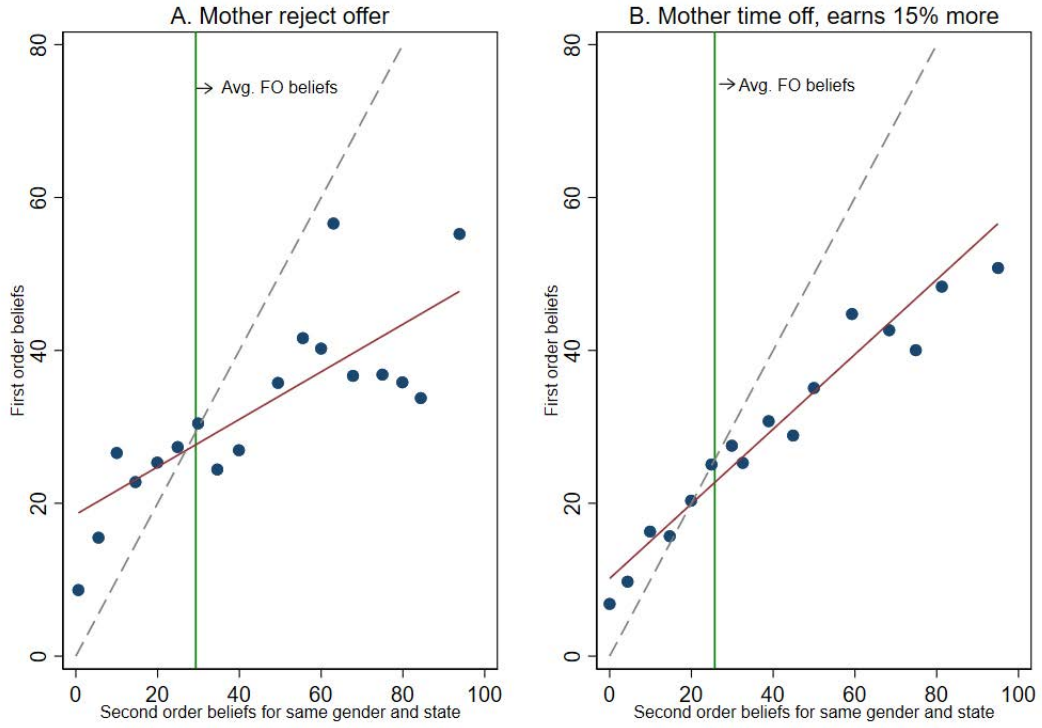 A. Mother reject offer
80
60
40
20
0
First order beliefs
→ Avg. FO beliefs
0 20 40 60 80 100
Second order beliefs for same gender and state
B. Mother time off, earns 15% more
80
60
40
20
0
First order beliefs
→ Avg. FO beliefs
0 20 40 60 80 100
Second order beliefs for same gender and state